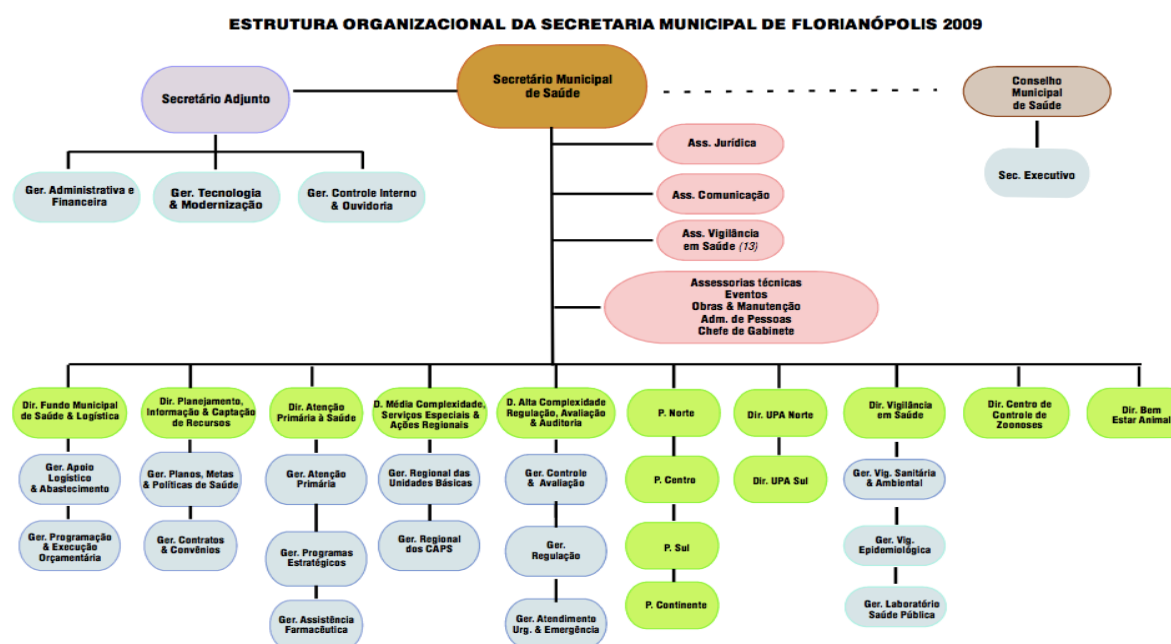 ESTRUTURA ORGANIZACIONAL DA SECRETARIA MUNICIPAL DE FLORIANÓPOLIS 2009
Secretário Adjunto
Secretário Municipal
de Saúde
Conselho
Municipal
de Saúde
Ger. Administrativa e
Financeira
Ger. Tecnologia
& Modernização
Ger. Controle Interno
& Ouvidoria
Sec. Executivo
Ass. Jurídica
Ass. Comunicação
Ass. Vigilância
em Saúde (13)
Assessorias técnicas
Eventos
Obras & Manutenção
Adm. de Pessoas
Chefe de Gabinete
Dir. Fundo Municipal
de Saúde & Logística
Dir. Planejamento,
Informação & Captação
de Recursos
Dir. Atenção
Primária à Saúde
D. Média Complexidade,
Serviços Especiais &
Ações Regionais
D. Alta Complexidade
Regulação, Avaliação
& Auditoria
P. Norte
Dir. UPA Norte
Dir. Vigilância
em Saúde
Dir. Centro de
Controle de
Zoonoses
Dir. Bem
Estar Animal
Ger. Apoio
Logístico
& Abastecimento
Ger. Planos, Metas
& Políticas de Saúde
Ger. Atenção
Primária
Ger. Regional das
Unidades Básicas
Ger. Controle
& Avaliação
P. Centro
Dir. UPA Sul
Ger. Vig. Sanitária
& Ambiental
Ger. Programação
& Execução
Orçamentária
Ger. Contratos
& Convênios
Ger. Programas
Estratégicos
Ger. Regional
dos CAPS
Ger.
Regulação
P. Sul
Ger. Vig.
Epidemiológica
Ger. Assistência
Farmacêutica
Ger. Atendimento
Urg. & Emergência
P. Continente
Ger. Laboratório
Saúde Pública